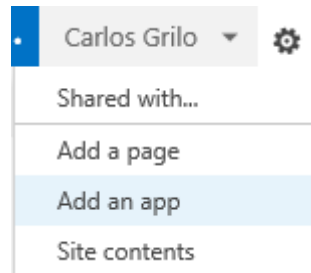 Carlos Grilo
Shared with...
Add a page
Add an app
Site contents